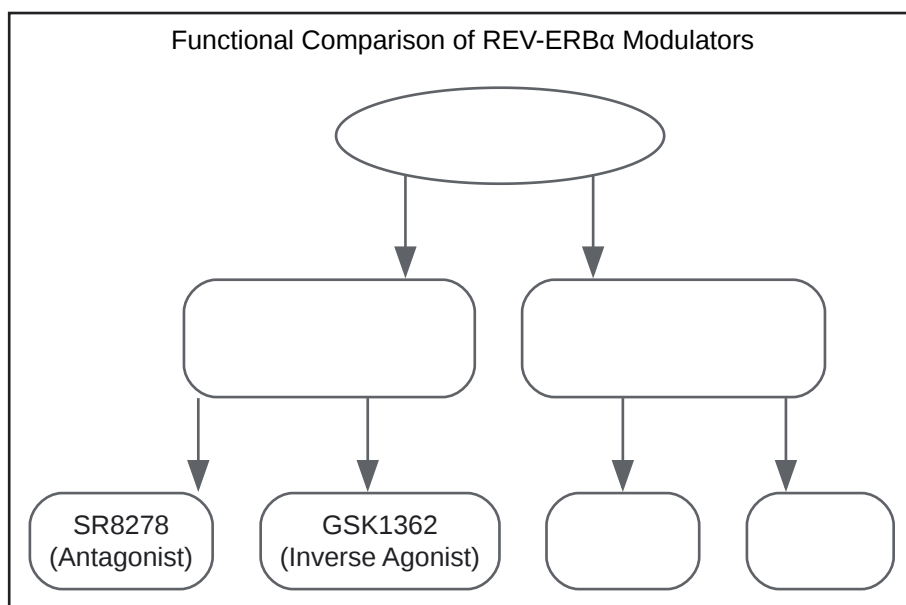 Functional Comparison of REV-ERBα Modulators
SR8278
(Antagonist)
GSK1362
(Inverse Agonist)